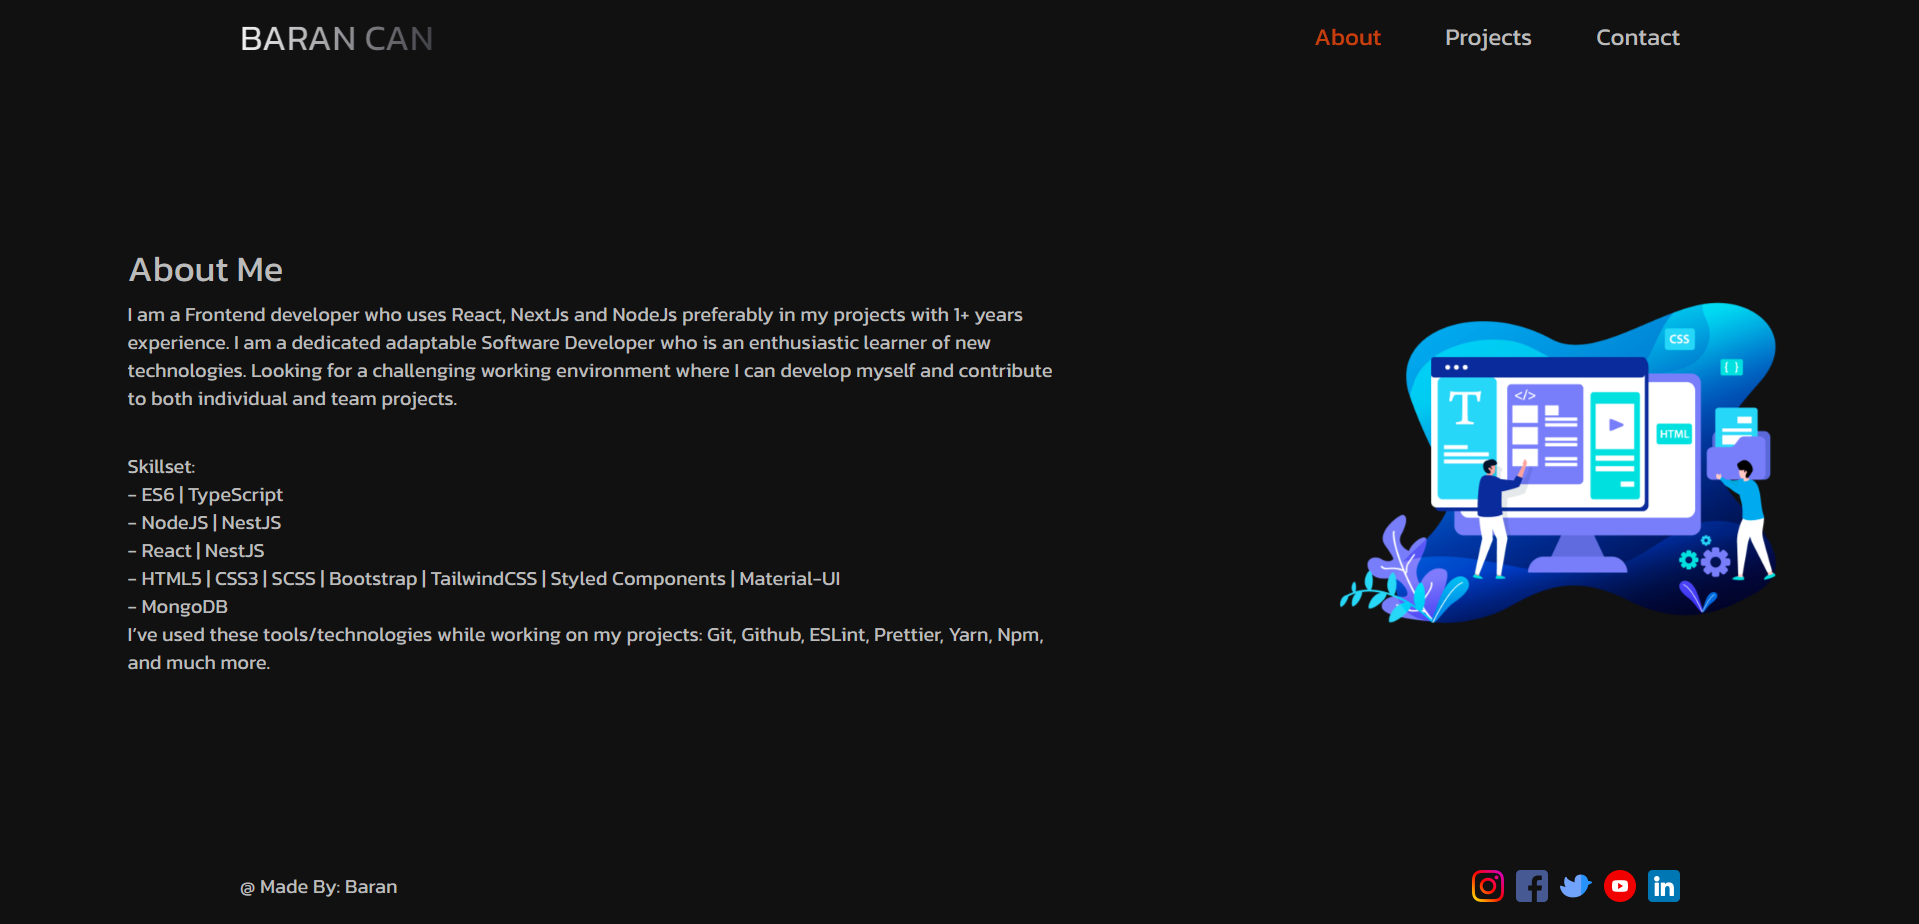 BARAN CAN
About
Projects
Contact
About Me
I am a Frontend developer who uses React, NextJs and NodeJs preferably in my projects with 1+ years
experience. I am a dedicated adaptable Software Developer who is an enthusiastic learner of new
technologies. Looking for a challenging working environment where I can develop myself and contribute
to both individual and team projects.
Skillset:
- ES6 | TypeScript
- NodeJS | NestJS
- React | NestJS
- HTML5 | CSS3 | SCSS | Bootstrap | TailwindCSS | Styled Components | Material-UI
- MongoDB
I’ve used these tools/technologies while working on my projects: Git, Github, ESLint, Prettier, Yarn, Npm,
and much more.
CSS
{ }
T
</>
HTML
@ Made By: Baran
f
in